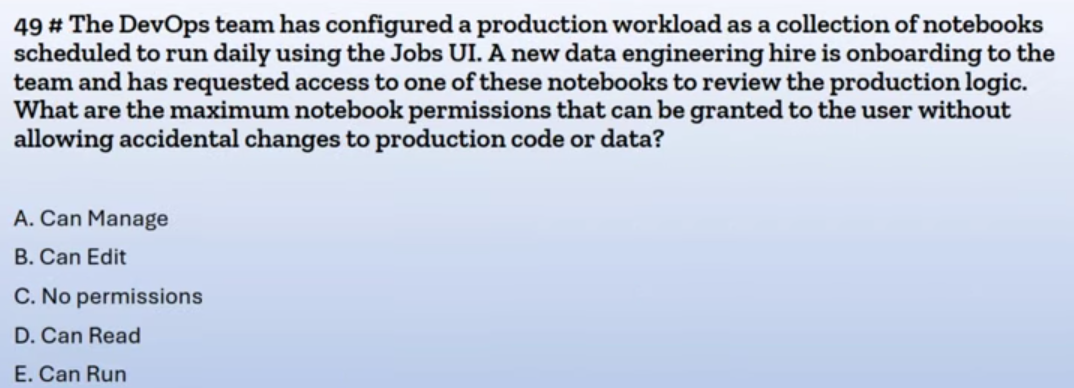 49 # The DevOps team has configured a production workload as a collection of notebooks
scheduled to run daily using the Jobs UI. A new data engineering hire is onboarding to the
team and has requested access to one of these notebooks to review the production logic.
What are the maximum notebook permissions that can be granted to the user without
allowing accidental changes to production code or data?
A. Can Manage
B. Can Edit
C. No permissions
D. Can Read
E. Can Run